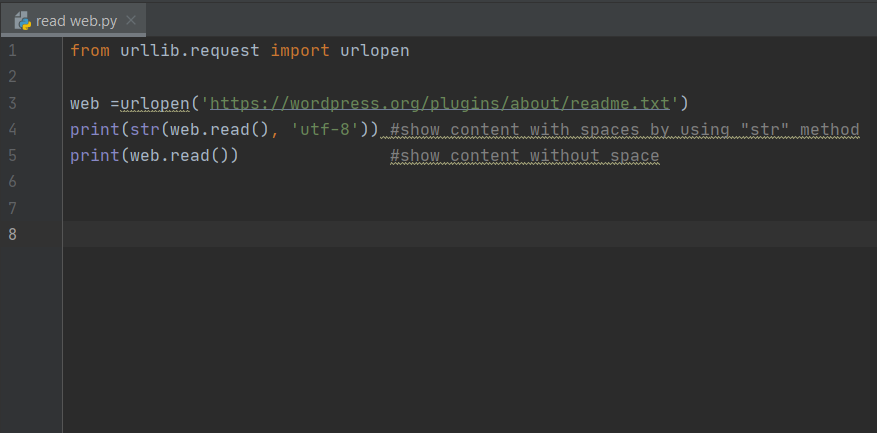 read web.py
1 from urllib.request import urlopen
2
3 web =urlopen('https://wordpress.org/plugins/about/readme.txt')
4 print(str(web.read(), 'utf-8')) #show content with spaces by using "str" method
5 print(web.read()) #show content without space
6
7
8